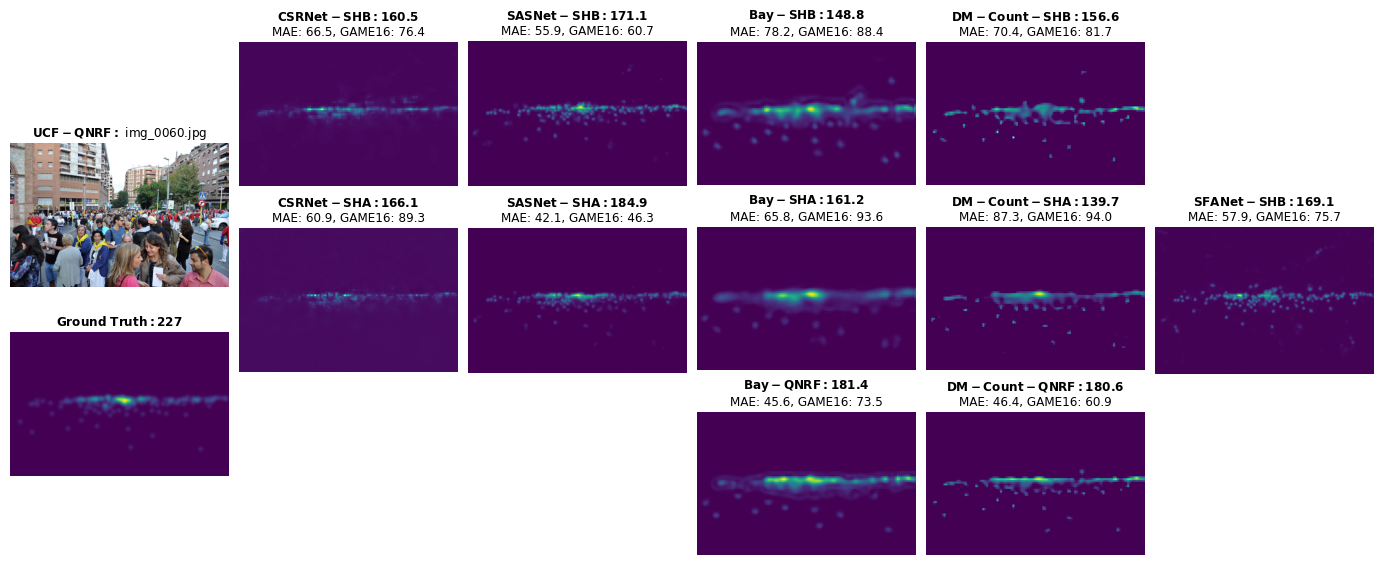 CSRNet − SHB: 160.5
MAE: 66.5, GAME16: 76.4
SASNet − SHB: 171.1
MAE: 55.9, GAME16: 60.7
Bay − SHB: 148.8
MAE: 78.2, GAME16: 88.4
DM − Count − SHB: 156.6
MAE: 70.4, GAME16: 81.7
UCF − QNRF: img_0060.jpg
CSRNet − SHA: 166.1
MAE: 60.9, GAME16: 89.3
SASNet − SHA: 184.9
MAE: 42.1, GAME16: 46.3
Bay − SHA: 161.2
MAE: 65.8, GAME16: 93.6
DM − Count − SHA: 139.7
MAE: 87.3, GAME16: 94.0
SFANet − SHB: 169.1
MAE: 57.9, GAME16: 75.7
Ground Truth: 227
Bay − QNRF: 181.4
MAE: 45.6, GAME16: 73.5
DM − Count − QNRF: 180.6
MAE: 46.4, GAME16: 60.9